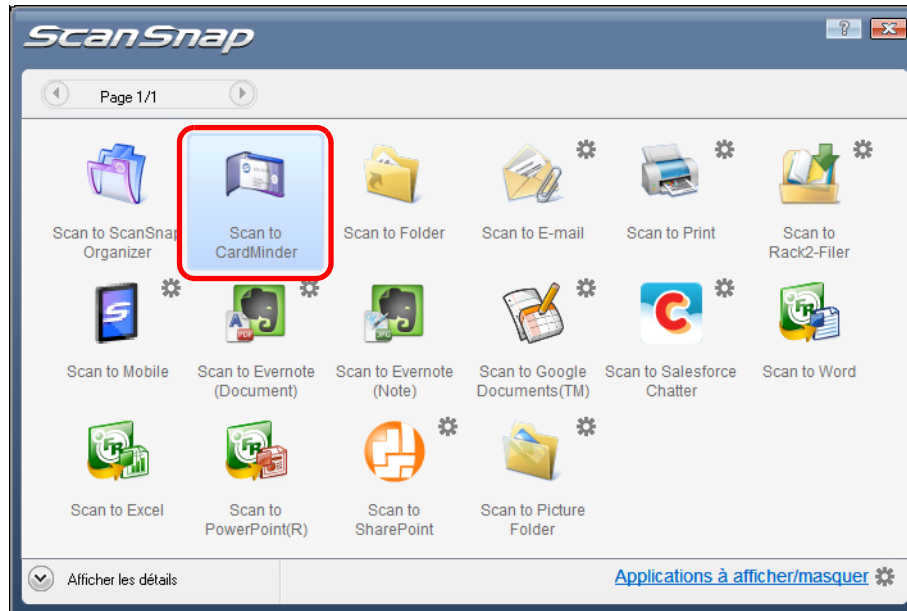 ScanSnap
Page 1/1
Scan to ScanSnap
Organizer
Scan to
CardMinder
Scan to Folder
Scan to E-mail
Scan to Print
Scan to
Rack2-Filer
Scan to Mobile
Scan to Evernote
(Document)
Scan to Evernote
(Note)
Scan to Google
Documents(TM)
Scan to Salesforce
Chatter
Scan to Word
Scan to Excel
Scan to
PowerPoint(R)
Scan to
SharePoint
Scan to Picture
Folder
Afficher les détails
Applications à afficher/masquer